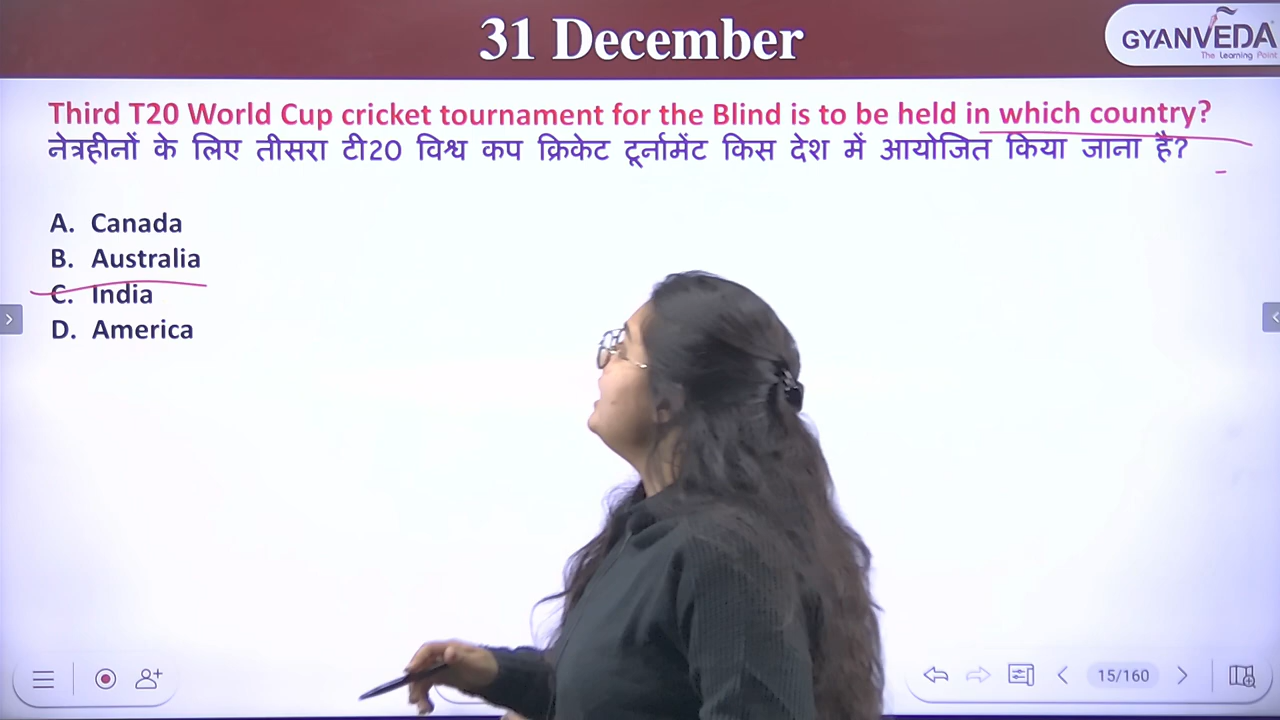 31 December
GYANVEDA
The Learning Point
Third T20 World Cup cricket tournament for the Blind is to be held in which country?
नेत्रहीनों के लिए तीसरा टी20 विश्व कप क्रिकेट टूर्नामेंट किस देश में आयोजित किया जाना है?
A. Canada
B. Australia
C. India
D. America
15/160